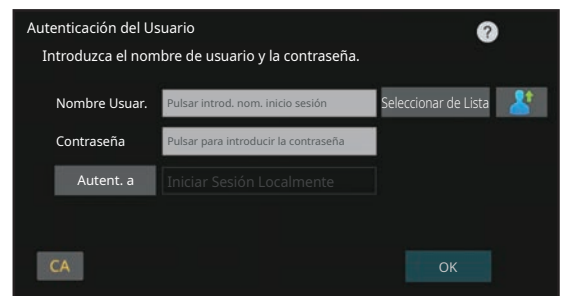 Autenticación del Usuario
?
Introduzca el nombre de usuario y la contraseña.
Nombre Usuar.
Pulsar introd. nom. inicio sesión
Seleccionar de Lista
Contraseña
Pulsar para introducir la contraseña
Autent. a
Iniciar Sesión Localmente
CA
OK